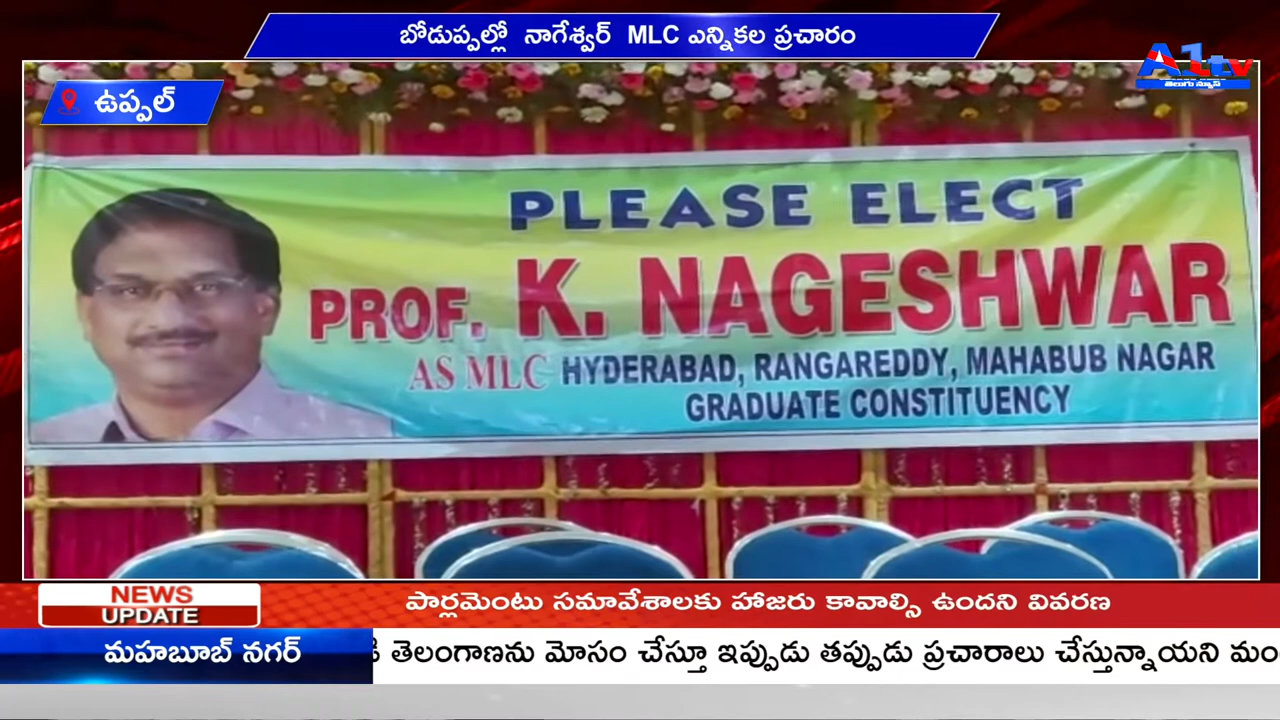 బోడుప్పల్లో నాగేశ్వర్ MLC ఎన్నికల ప్రచారం
A1tv
తెలుగు న్యూస్
ఉప్పల్
PLEASE ELECT
PROF. K. NAGESHWAR
AS MLC HYDERABAD, RANGAREDDY, MAHABUB NAGAR
GRADUATE CONSTITUENCY
NEWS
UPDATE
పార్లమెంటు సమావేశాలకు హాజరు కావాల్సి ఉందని వివరణ
మహబూబ్ నగర్
తెలంగాణను మోసం చేస్తూ ఇప్పుడు తప్పుడు ప్రచారాలు చేస్తున్నాయని